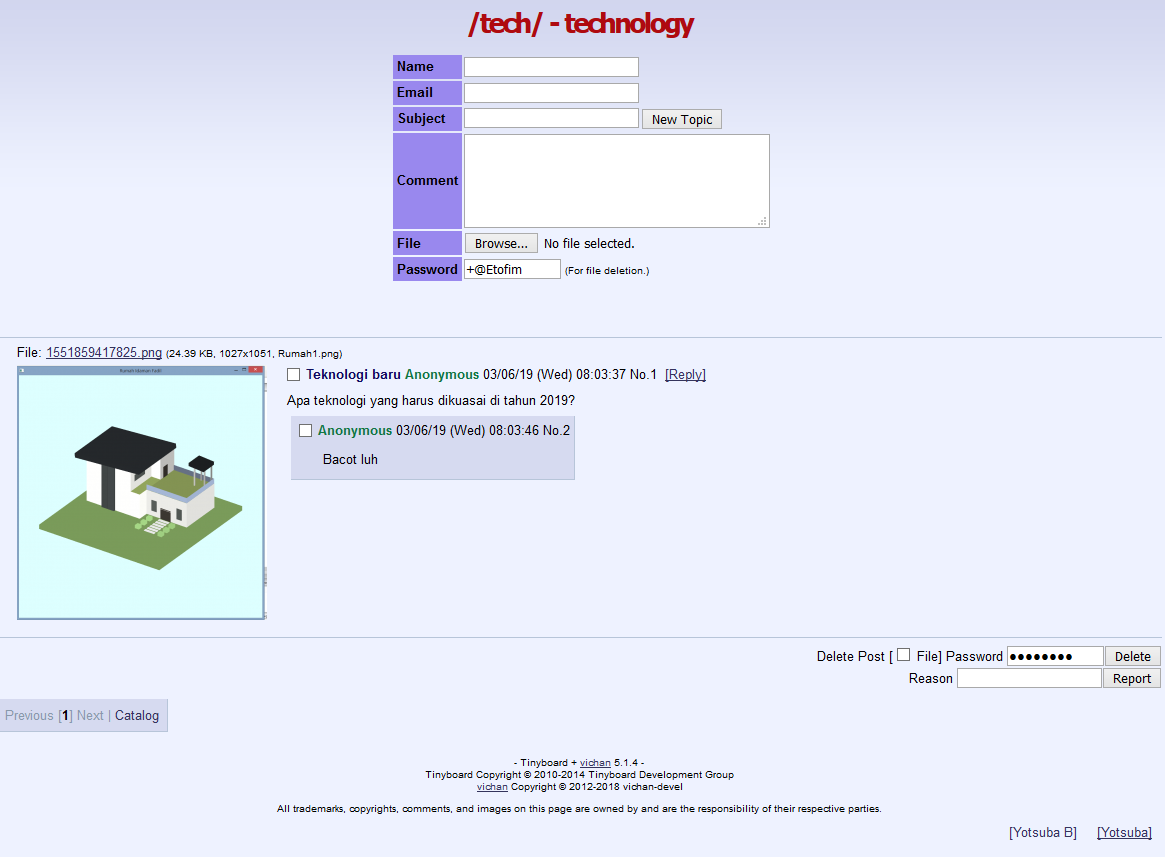 /tech/ - technology
Name
Email
Subject New Topic
Comment
File Browse... No file selected.
Password +@Etofim (For file deletion.)
File: 1551859417825.png (24.39 KB, 1027x1051, Rumah1.png)
Teknologi baru Anonymous 03/06/19 (Wed) 08:03:37 No.1 [Reply]
Apa teknologi yang harus dikuasai di tahun 2019?
Anonymous 03/06/19 (Wed) 08:03:46 No.2
Bacot luh
Delete Post [ File] Password ●●●●●●●● Delete
Reason Report
Previous [1] Next | Catalog
- Tinyboard + vichan 5.1.4 -
Tinyboard Copyright © 2010-2014 Tinyboard Development Group
vichan Copyright © 2012-2018 vichan-devel
All trademarks, copyrights, comments, and images on this page are owned by and are the responsibility of their respective parties.
[Yotsuba B] [Yotsuba]